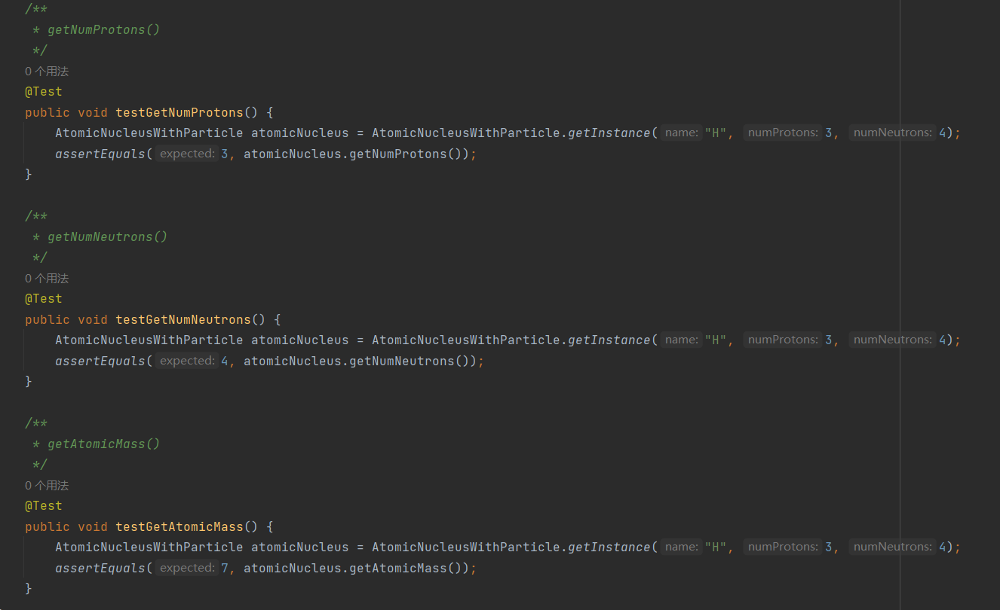 /**
 * getNumProtons()
 */
0 个用法
@Test
public void testGetNumProtons() {
    AtomicNucleusWithParticle atomicNucleus = AtomicNucleusWithParticle.getInstance( name: "H", numProtons: 3, numNeutrons: 4);
    assertEquals( expected: 3, atomicNucleus.getNumProtons());
}
/**
 * getNumNeutrons()
 */
0 个用法
@Test
public void testGetNumNeutrons() {
    AtomicNucleusWithParticle atomicNucleus = AtomicNucleusWithParticle.getInstance( name: "H", numProtons: 3, numNeutrons: 4);
    assertEquals( expected: 4, atomicNucleus.getNumNeutrons());
}
/**
 * getAtomicMass()
 */
0 个用法
@Test
public void testGetAtomicMass() {
    AtomicNucleusWithParticle atomicNucleus = AtomicNucleusWithParticle.getInstance( name: "H", numProtons: 3, numNeutrons: 4);
    assertEquals( expected: 7, atomicNucleus.getAtomicMass());
}